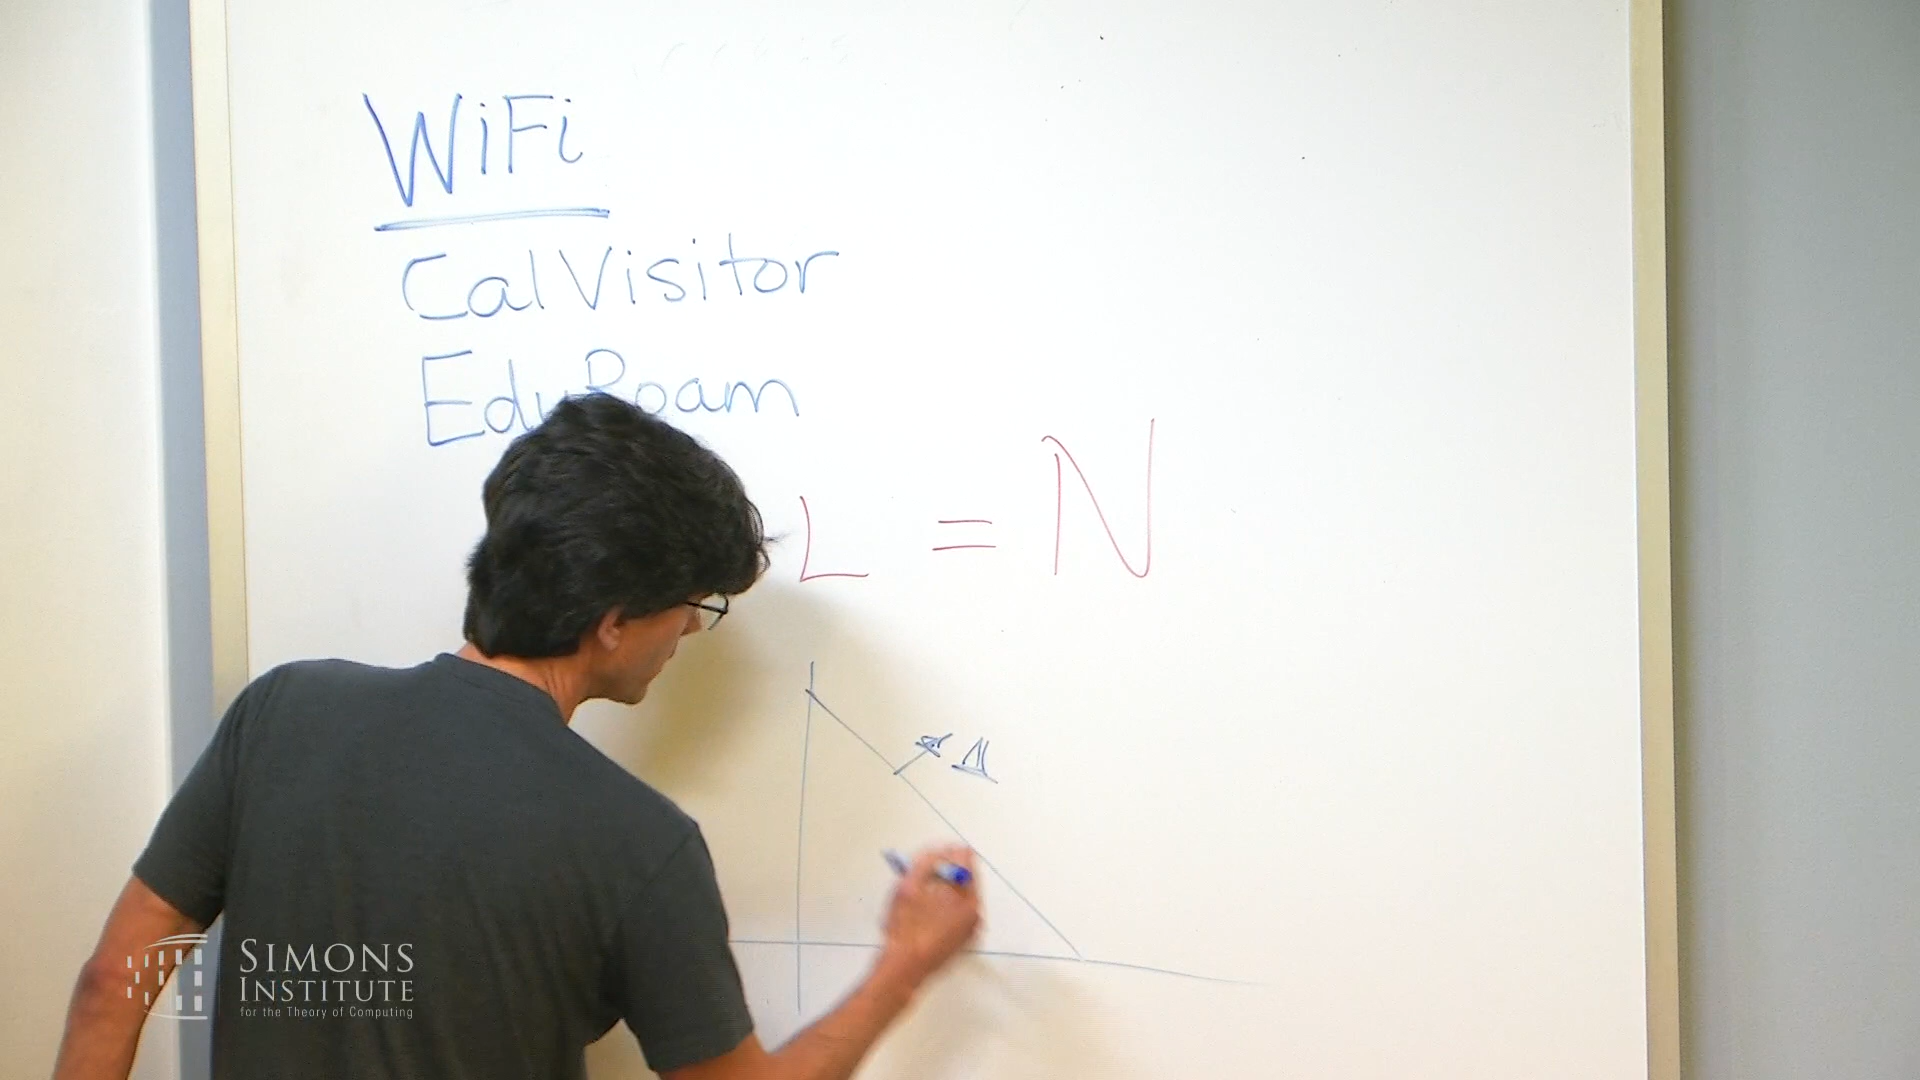 WiFi
CalVisitor
EduRoam
L = N
Δ
SIMONS
INSTITUTE
for the Theory of Computing